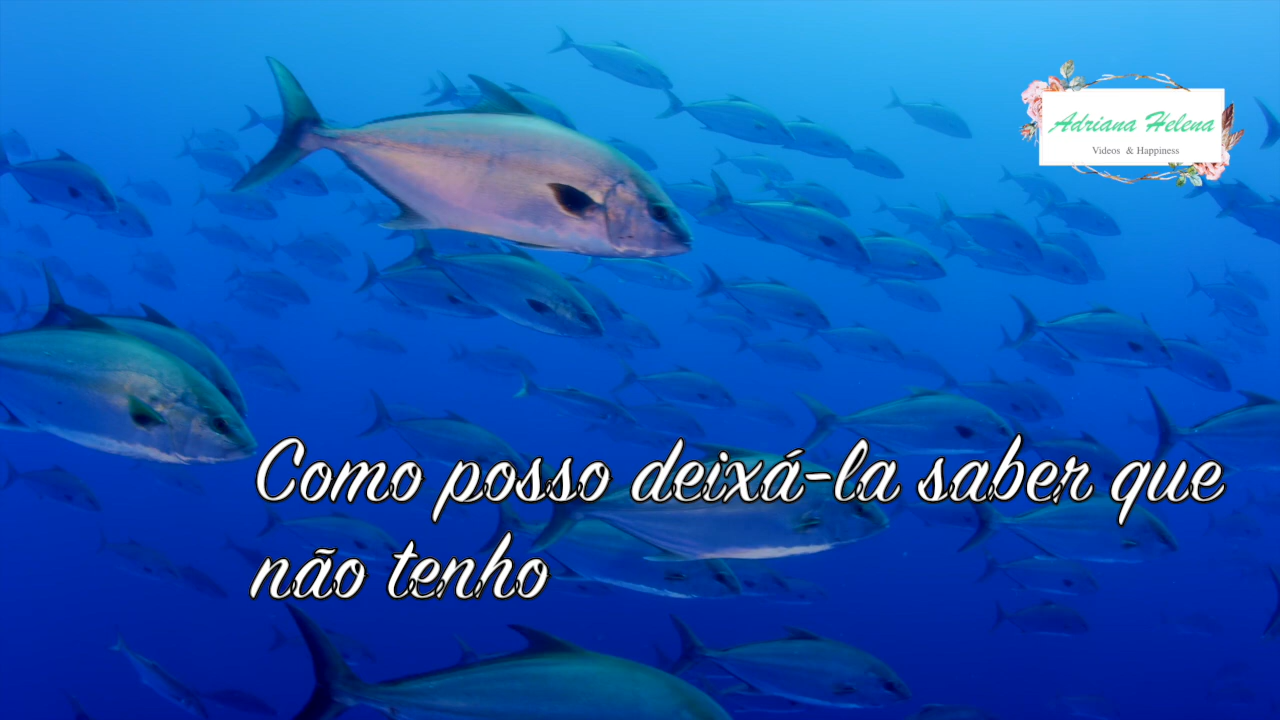 Adriana Helena
Videos & Happiness
Como posso deixá-la saber que
não tenho